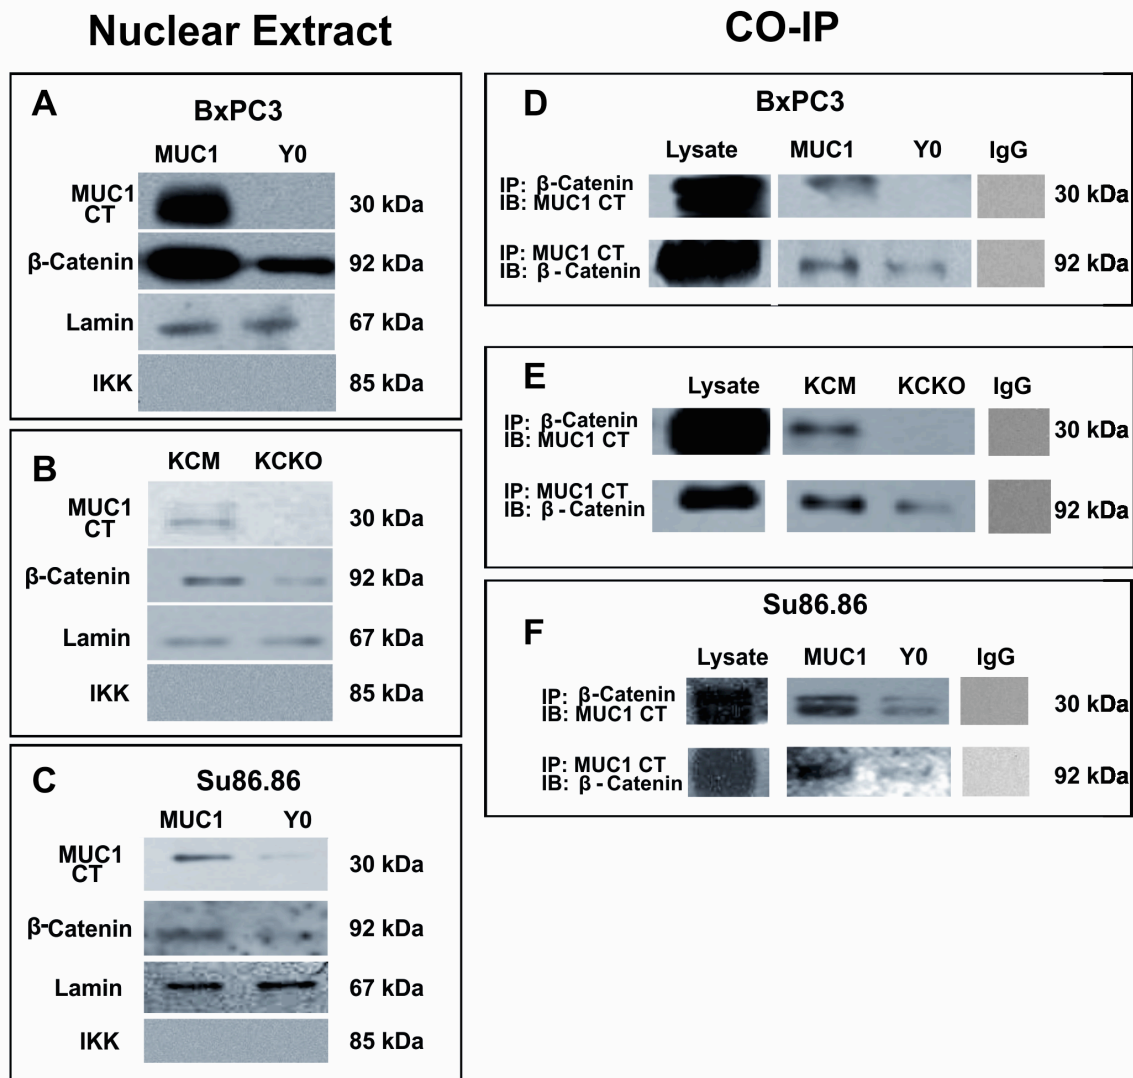 Nuclear Extract
CO-IP
A
BxPC3
MUC1 Y0
MUC1
CT
30 kDa
β-Catenin 92 kDa
Lamin 67 kDa
IKK 85 kDa
B
KCM KCKO
MUC1
CT
30 kDa
β-Catenin 92 kDa
Lamin 67 kDa
IKK 85 kDa
C
Su86.86
MUC1 Y0
MUC1
CT
30 kDa
β-Catenin 92 kDa
Lamin 67 kDa
IKK 85 kDa
D
BxPC3
Lysate MUC1 Y0 IgG
IP: β-Catenin
IB: MUC1 CT
30 kDa
IP: MUC1 CT
IB: β-Catenin
92 kDa
E
Lysate KCM KCKO IgG
IP: β-Catenin
IB: MUC1 CT
30 kDa
IP: MUC1 CT
IB: β-Catenin
92 kDa
Su86.86
F
Lysate MUC1 Y0 IgG
IP: β-Catenin
IB: MUC1 CT
30 kDa
IP: MUC1 CT
IB: β-Catenin
92 kDa